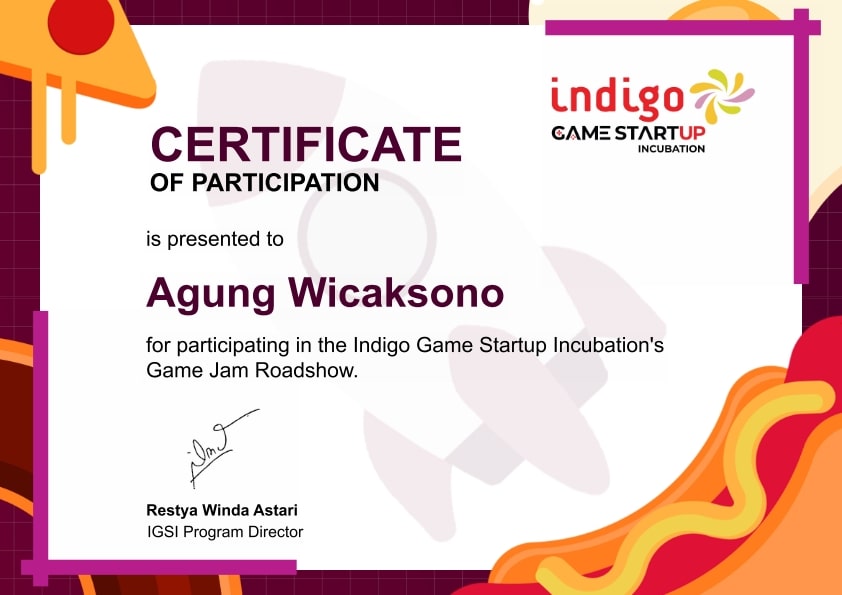 indigo
GAME STARTUP
INCUBATION
CERTIFICATE
OF PARTICIPATION
is presented to
Agung Wicaksono
for participating in the Indigo Game Startup Incubation's
Game Jam Roadshow.
Restya Winda Astari
IGSI Program Director